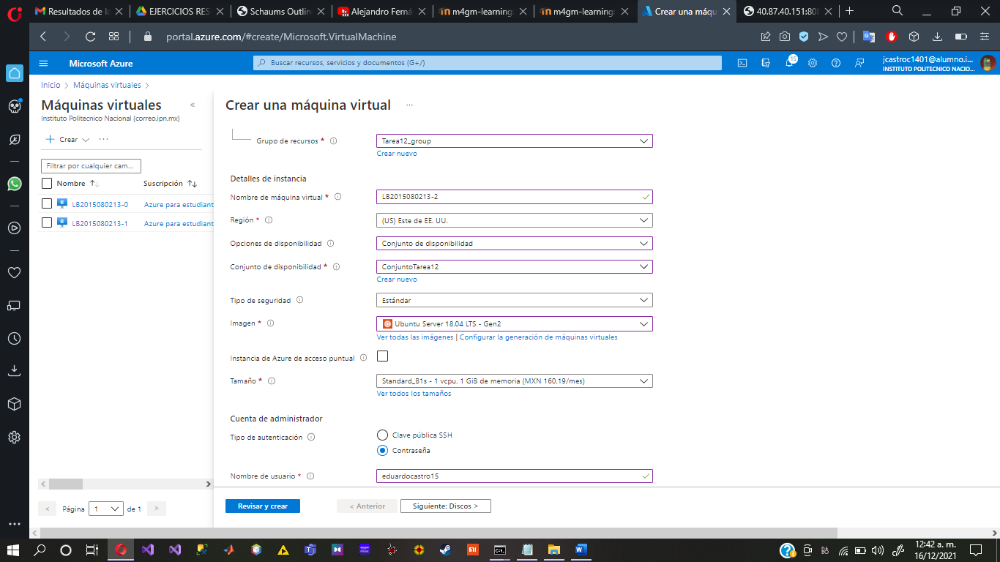 Resultados de la
EJERCICIOS RES
Schaums Outlin
Alejandro Ferná
m4gm-learning
m4gm-learning
Crear una máqu
40.87.40.151:808
portal.azure.com/#create/Microsoft.VirtualMachine
Microsoft Azure
Buscar recursos, servicios y documentos (G+/)
15
jcastroc1401@alumno.i...
INSTITUTO POLITECNICO NACIO...
Inicio > Máquinas virtuales >
Máquinas virtuales
Instituto Politecnico Nacional (correo.ipn.mx)
+ Crear ...
Filtrar por cualquier cam...
Nombre ↑↓ Suscripción ↑↓
LB2015080213-0 Azure para estudiant
LB2015080213-1 Azure para estudiant
< Página 1 de 1 >
Crear una máquina virtual ...
Grupo de recursos * Tarea12_group
Crear nuevo
Detalles de instancia
Nombre de máquina virtual * LB2015080213-2
Región * (US) Este de EE. UU.
Opciones de disponibilidad Conjunto de disponibilidad
Conjunto de disponibilidad * ConjuntoTarea12
Crear nuevo
Tipo de seguridad Estándar
Imagen * Ubuntu Server 18.04 LTS - Gen2
Ver todas las imágenes | Configurar la generación de máquinas virtuales
Instancia de Azure de acceso puntual
Tamaño * Standard_B1s - 1 vcpu, 1 GiB de memoria (MXN 160.19/mes)
Ver todos los tamaños
Cuenta de administrador
Tipo de autenticación Clave pública SSH
Contraseña
Nombre de usuario * eduardocastro15
Revisar y crear < Anterior Siguiente: Discos >
12:42 a. m.
16/12/2021